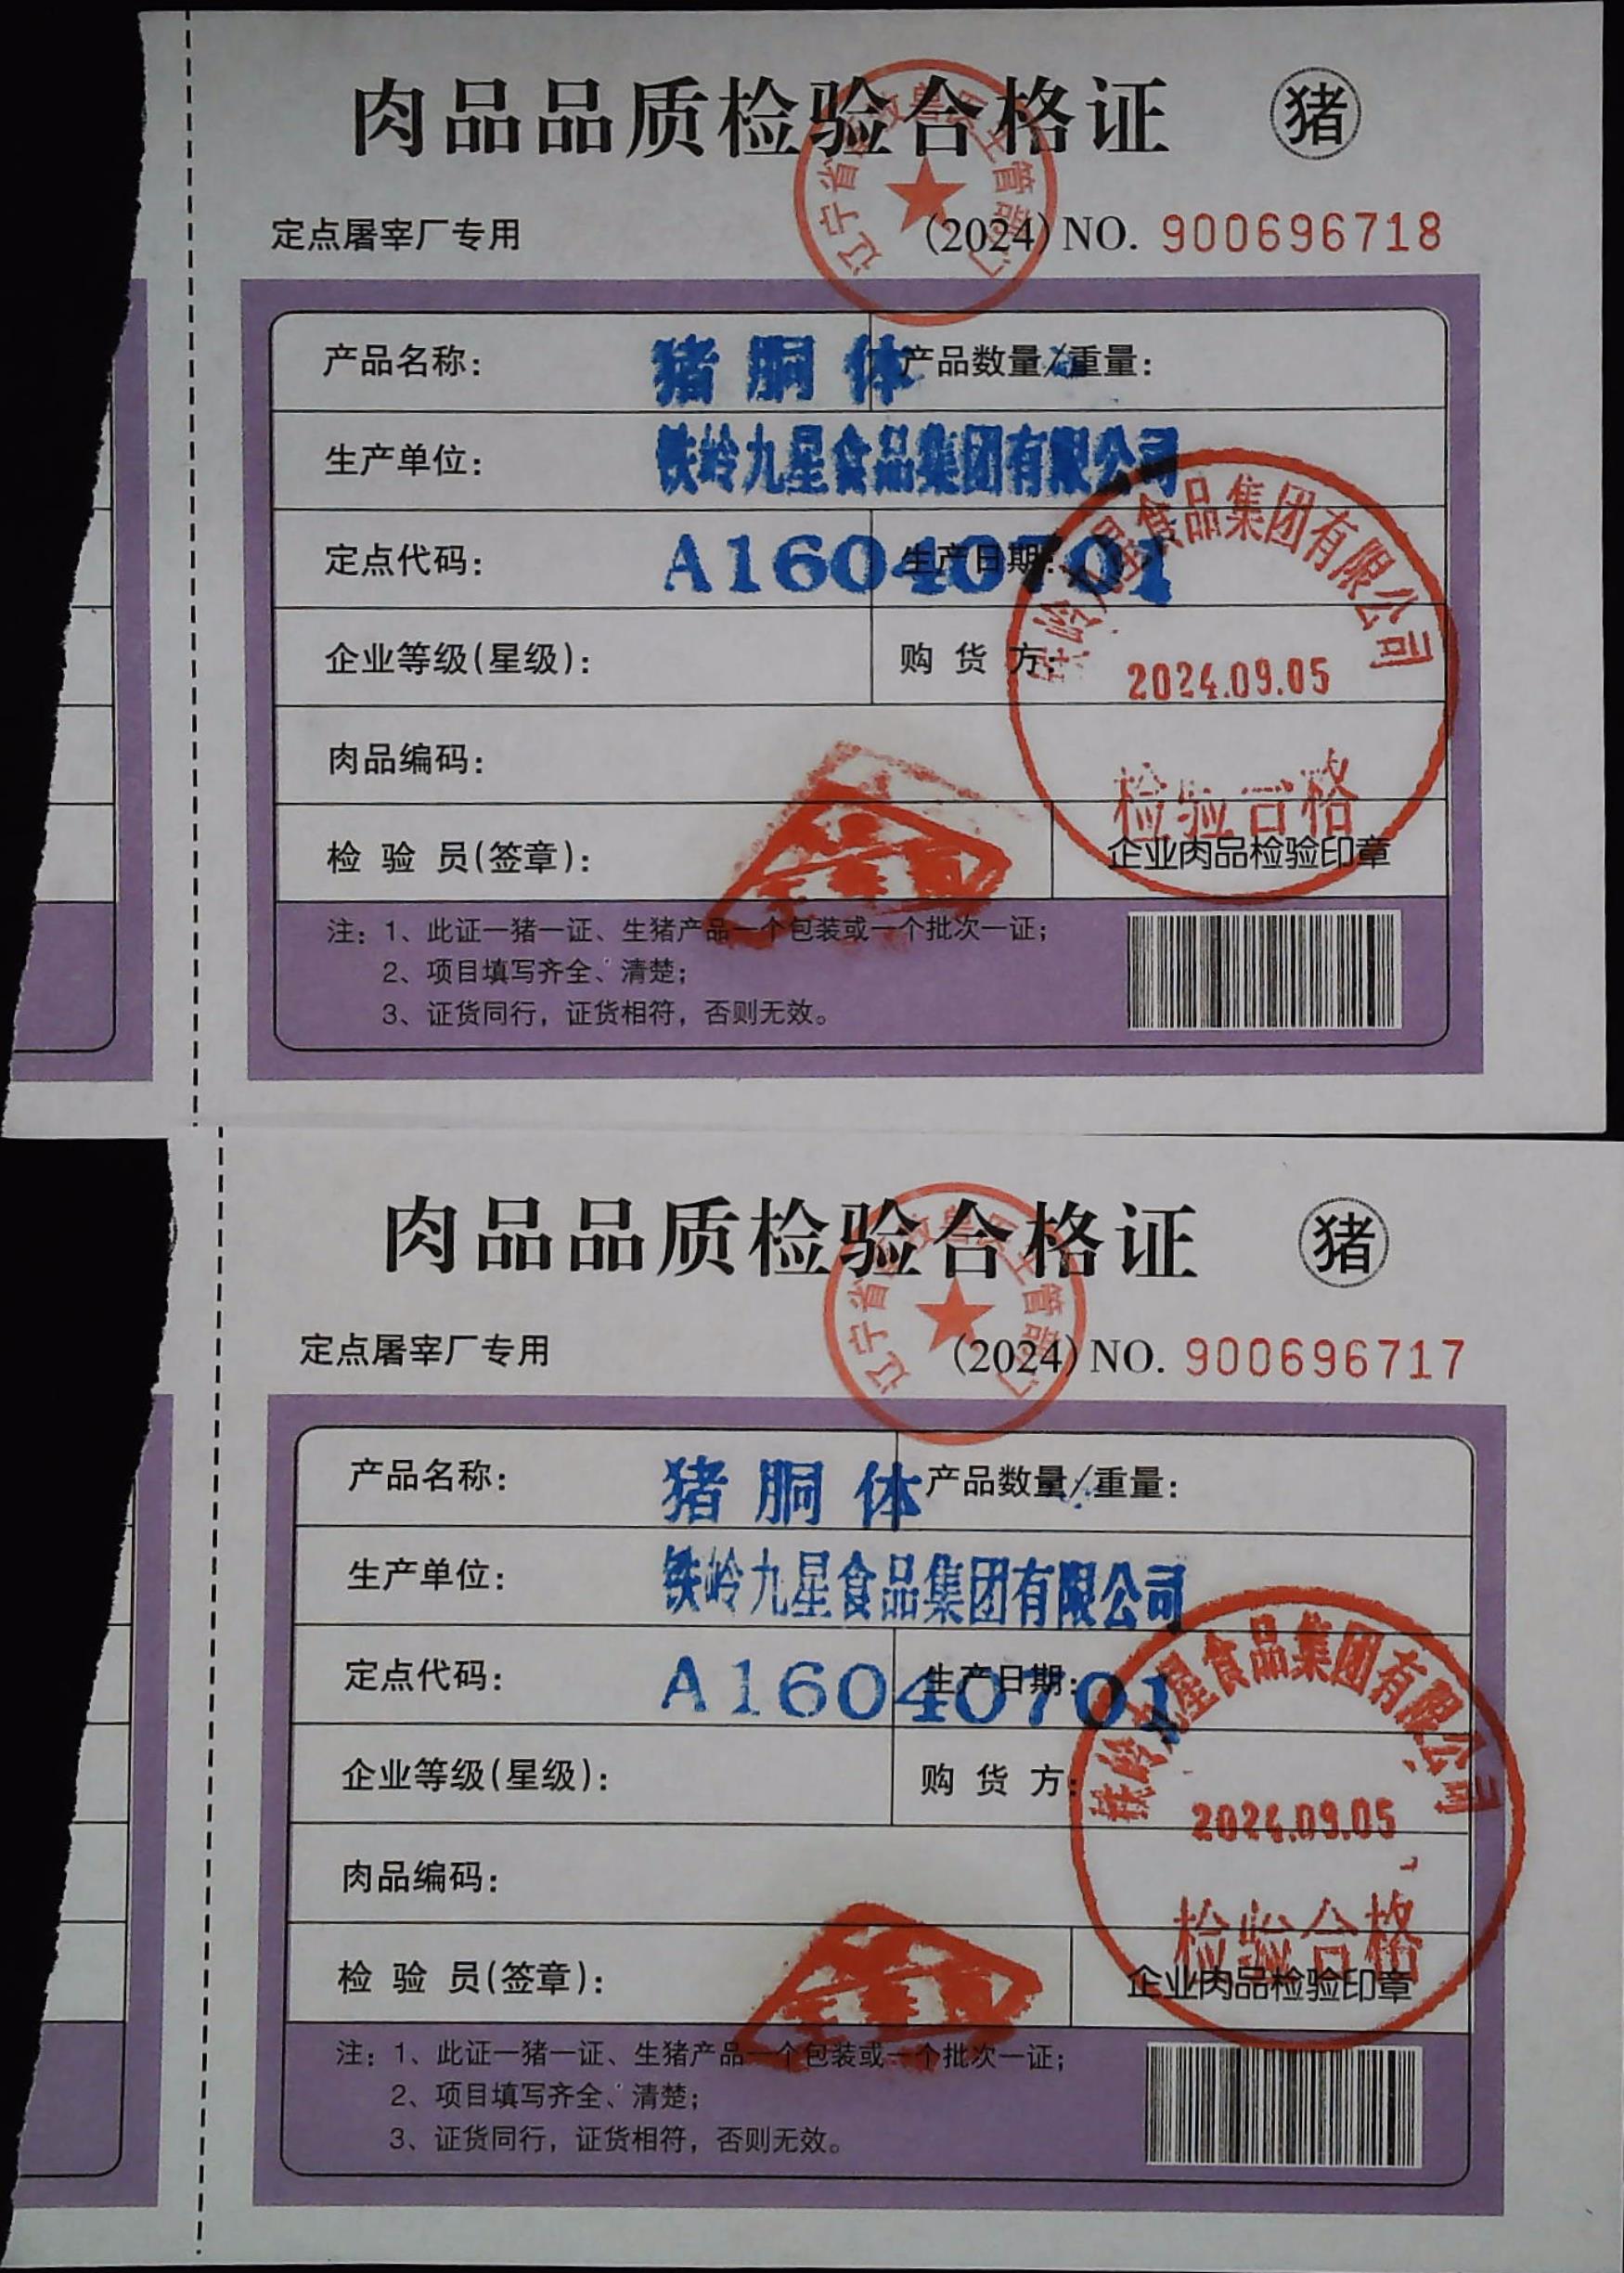 肉品品质检验合格证 猪
定点屠宰厂专用 (2024) NO. 900696718
产品名称: 猪胴体 产品数量/重量:
生产单位: 铁岭九星食品集团有限公司
定点代码: A16040701 生产日期:
企业等级(星级): 购货方:
铁岭九星食品集团有限公司
2024.09.05
检验合格
肉品编码:
检验员(签章): 企业肉品检验印章
注: 1、此证一猪一证、生猪产品一个包装或一个批次一证;
2、项目填写齐全、清楚;
3、证货同行,证货相符,否则无效。
肉品品质检验合格证 猪
定点屠宰厂专用 (2024) NO. 900696717
产品名称: 猪胴体 产品数量/重量:
生产单位: 铁岭九星食品集团有限公司
定点代码: A16040701 生产日期:
企业等级(星级): 购货方:
铁岭九星食品集团有限公司
2024.09.05
检验合格
肉品编码:
检验员(签章): 企业肉品检验印章
注: 1、此证一猪一证、生猪产品一个包装或一个批次一证;
2、项目填写齐全、清楚;
3、证货同行,证货相符,否则无效。